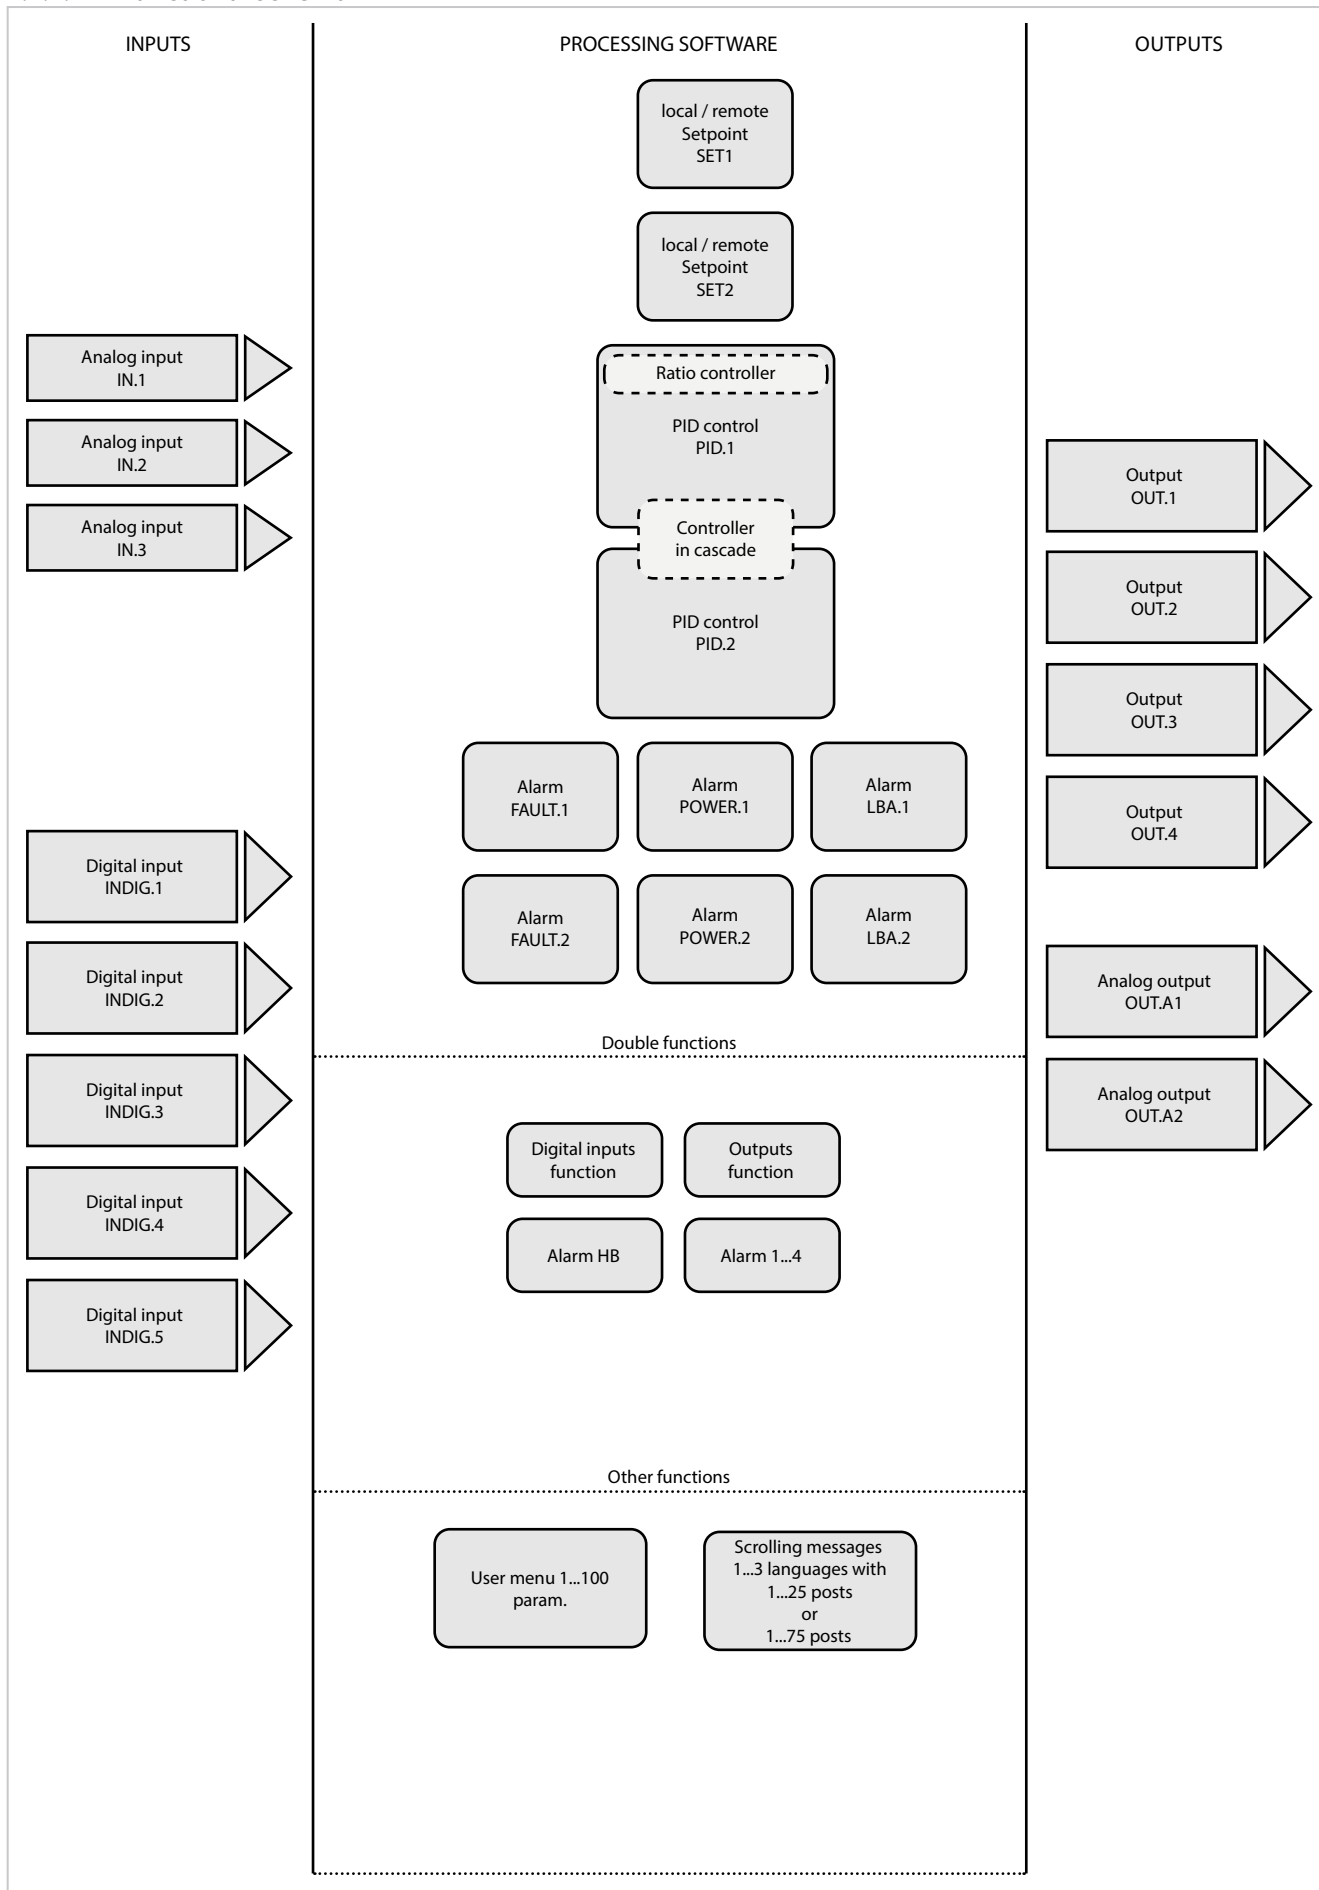 INPUTS
PROCESSING SOFTWARE
OUTPUTS
local / remote
Setpoint
SET1
local / remote
Setpoint
SET2
Analog input
IN.1
Analog input
IN.2
Analog input
IN.3
Ratio controller
PID control
PID.1
Controller
in cascade
PID control
PID.2
Output
OUT.1
Output
OUT.2
Output
OUT.3
Output
OUT.4
Alarm
FAULT.1
Alarm
POWER.1
Alarm
LBA.1
Alarm
FAULT.2
Alarm
POWER.2
Alarm
LBA.2
Digital input
INDIG.1
Digital input
INDIG.2
Digital input
INDIG.3
Digital input
INDIG.4
Digital input
INDIG.5
Analog output
OUT.A1
Analog output
OUT.A2
Double functions
Digital inputs
function
Outputs
function
Alarm HB
Alarm 1...4
Other functions
User menu 1...100
param.
Scrolling messages
1...3 languages with
1...25 posts
or
1...75 posts